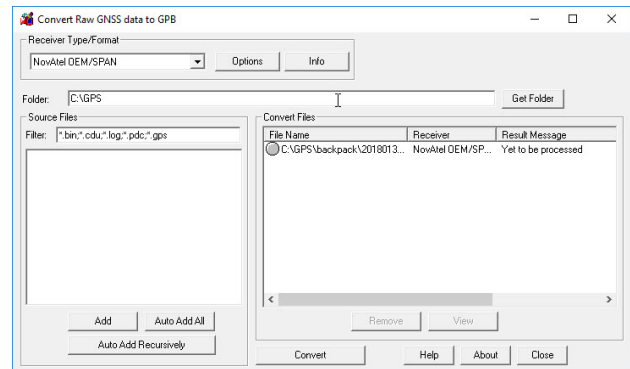 Convert Raw GNSS data to GPB
Receiver Type/Format
NovAtel OEM/SPAN
Options
Info
Folder:
C:\GPS
Get Folder
Source Files
Filter:
*.bin;*.cdu;*.log;*.pdc;*.gps
Add
Auto Add All
Auto Add Recursively
Convert Files
File Name Receiver Result Message
C:\GPS\backpack\2018013... NovAtel OEM/SP... Yet to be processed
Remove
View
Convert
Help
About
Close